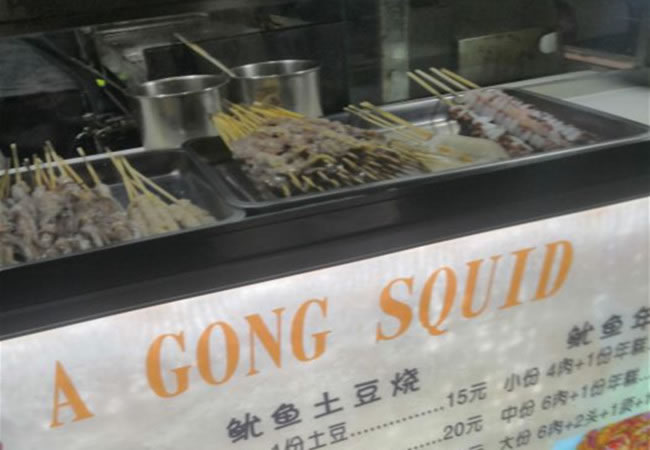 A GONG SQUID
鱿鱼土豆烧
1份土豆..................15元
20元
鱿鱼年
小份 4肉+1份年糕
中份 6肉+1份年糕...
大份 6肉+2头+1须+